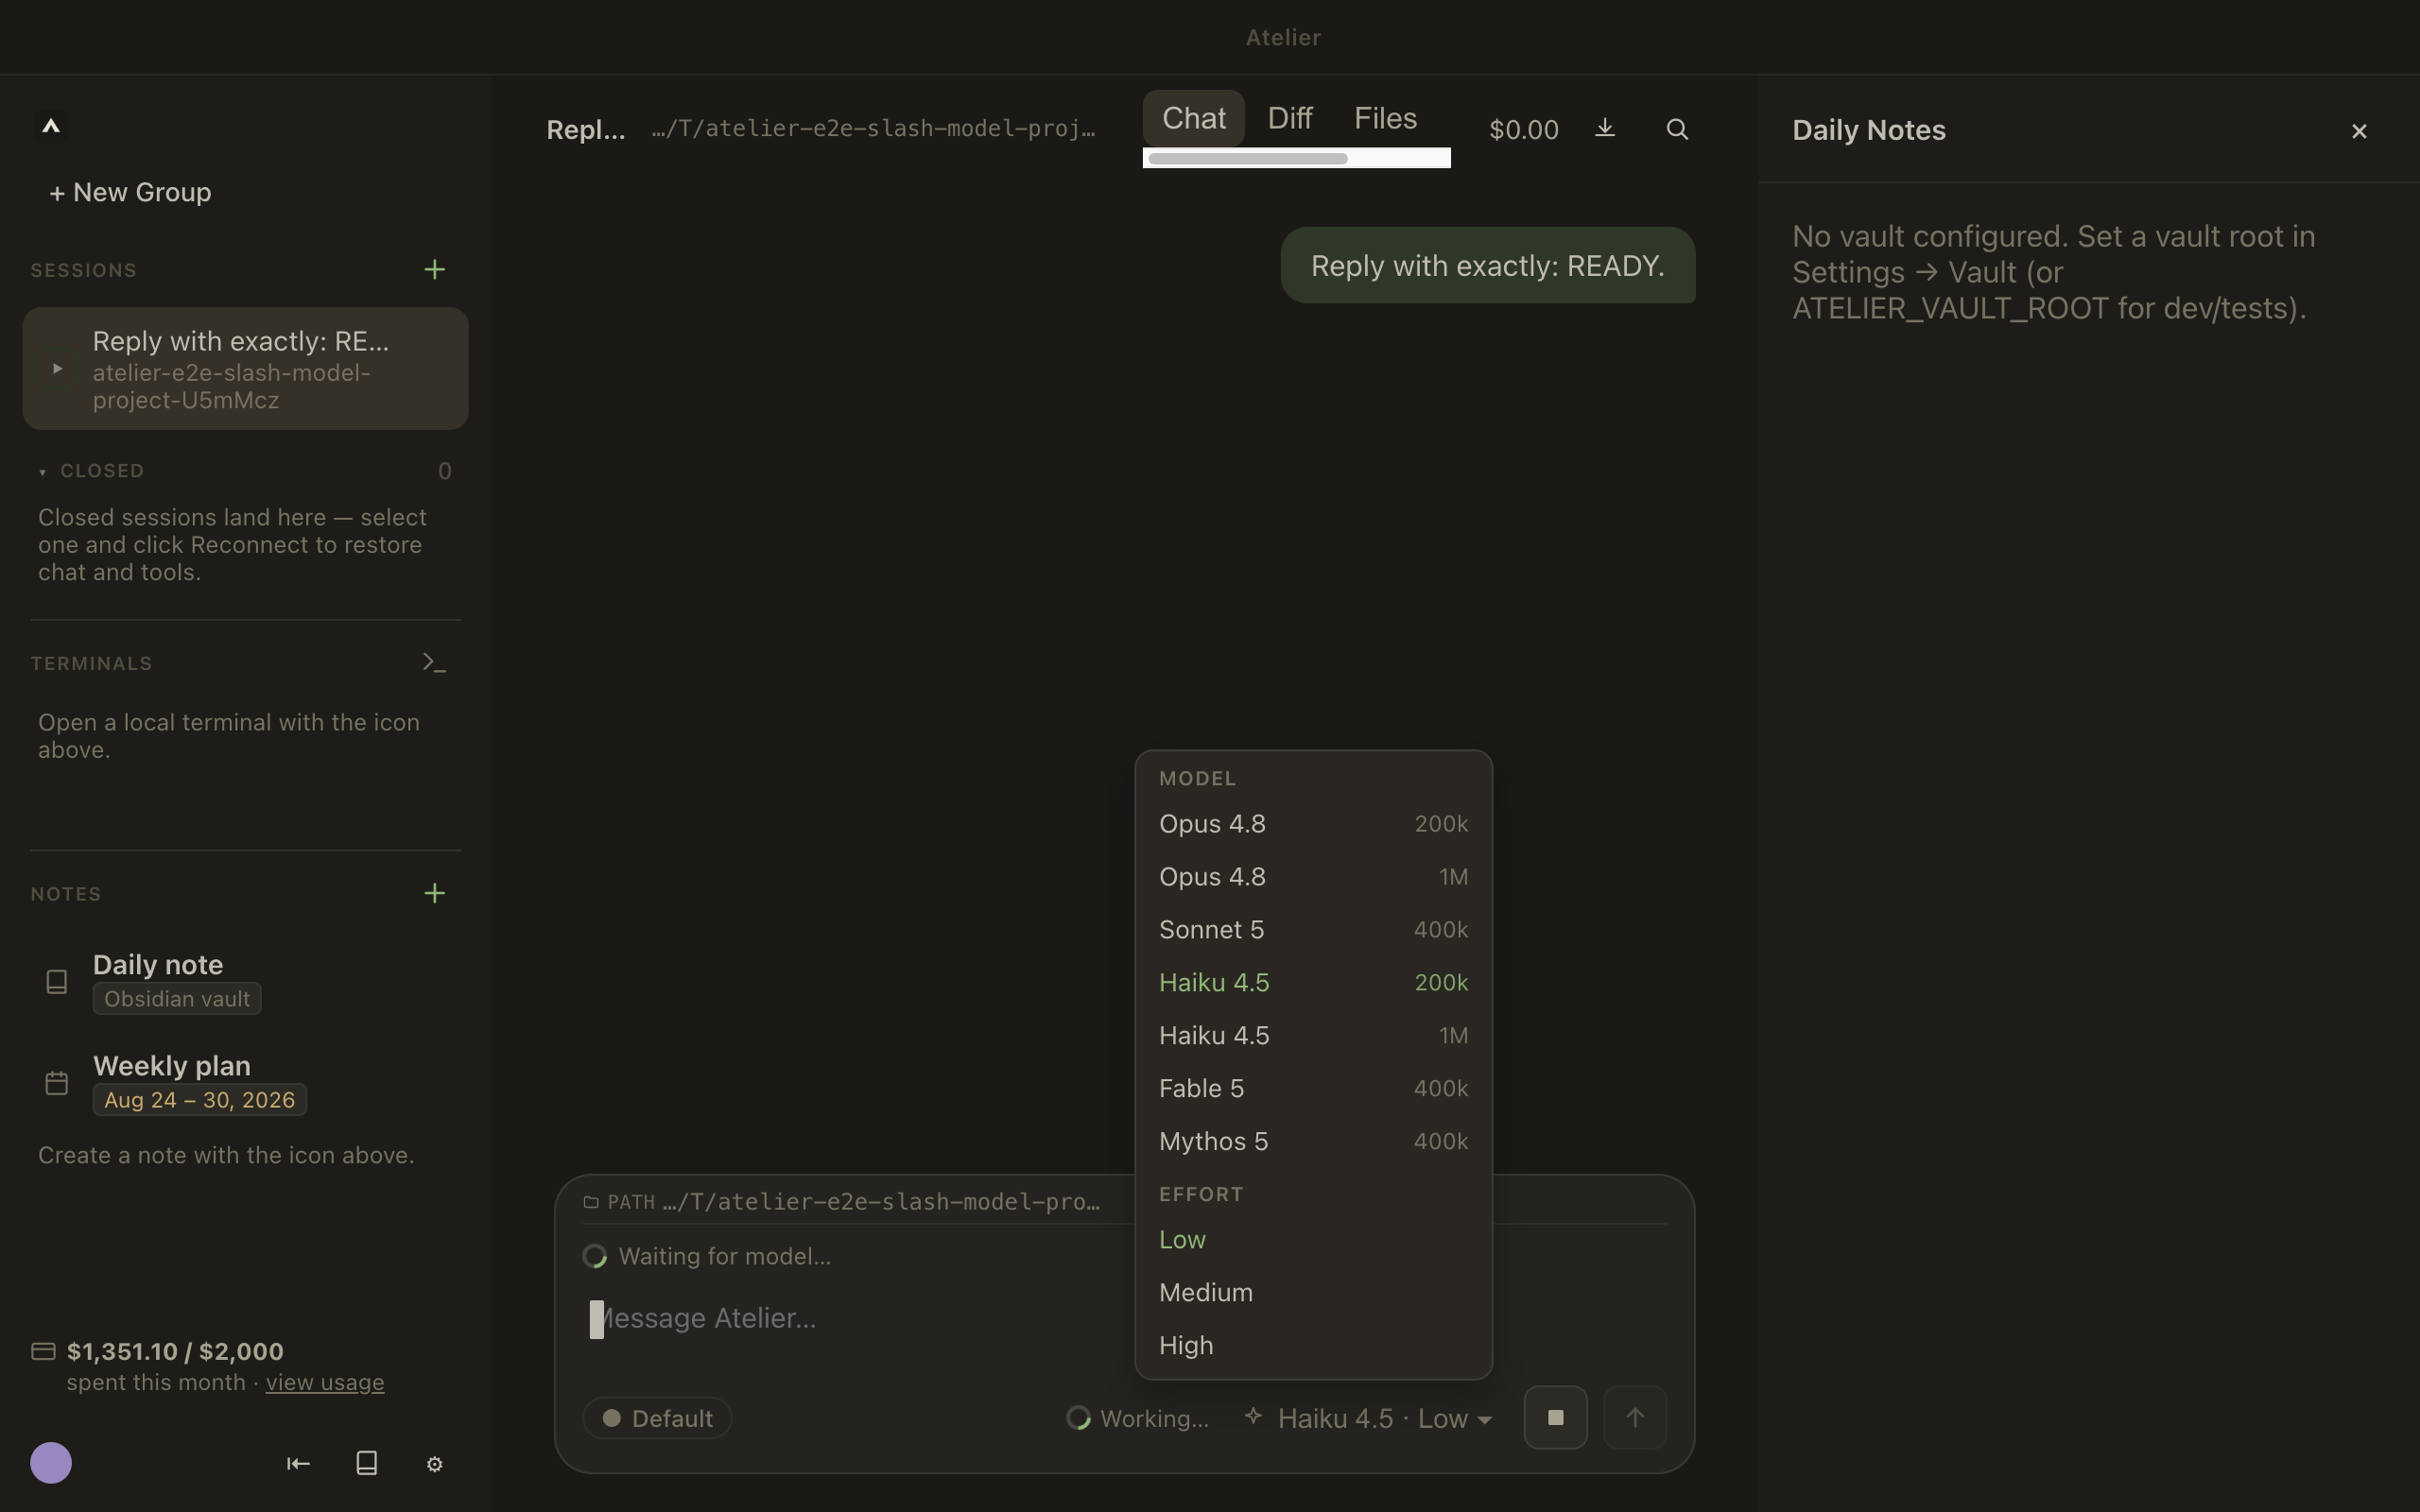 Atelier
+ New Group
SESSIONS
Reply with exactly: RE...
atelier-e2e-slash-model-
project-U5mMcz
CLOSED 0
Closed sessions land here — select
one and click Reconnect to restore
chat and tools.
TERMINALS
Open a local terminal with the icon
above.
NOTES
Daily note
Obsidian vault
Weekly plan
Aug 24 – 30, 2026
Create a note with the icon above.
$1,351.10 / $2,000
spent this month · view usage
Repl... …/T/atelier-e2e-slash-model-proj… Chat Diff Files $0.00
Reply with exactly: READY.
MODEL
Opus 4.8 200k
Opus 4.8 1M
Sonnet 5 400k
Haiku 4.5 200k
Haiku 4.5 1M
Fable 5 400k
Mythos 5 400k
EFFORT
Low
Medium
High
PATH …/T/atelier-e2e-slash-model-pro…
Waiting for model...
Message Atelier...
Default Working... Haiku 4.5 · Low
Daily Notes
No vault configured. Set a vault root in
Settings → Vault (or
ATELIER_VAULT_ROOT for dev/tests).